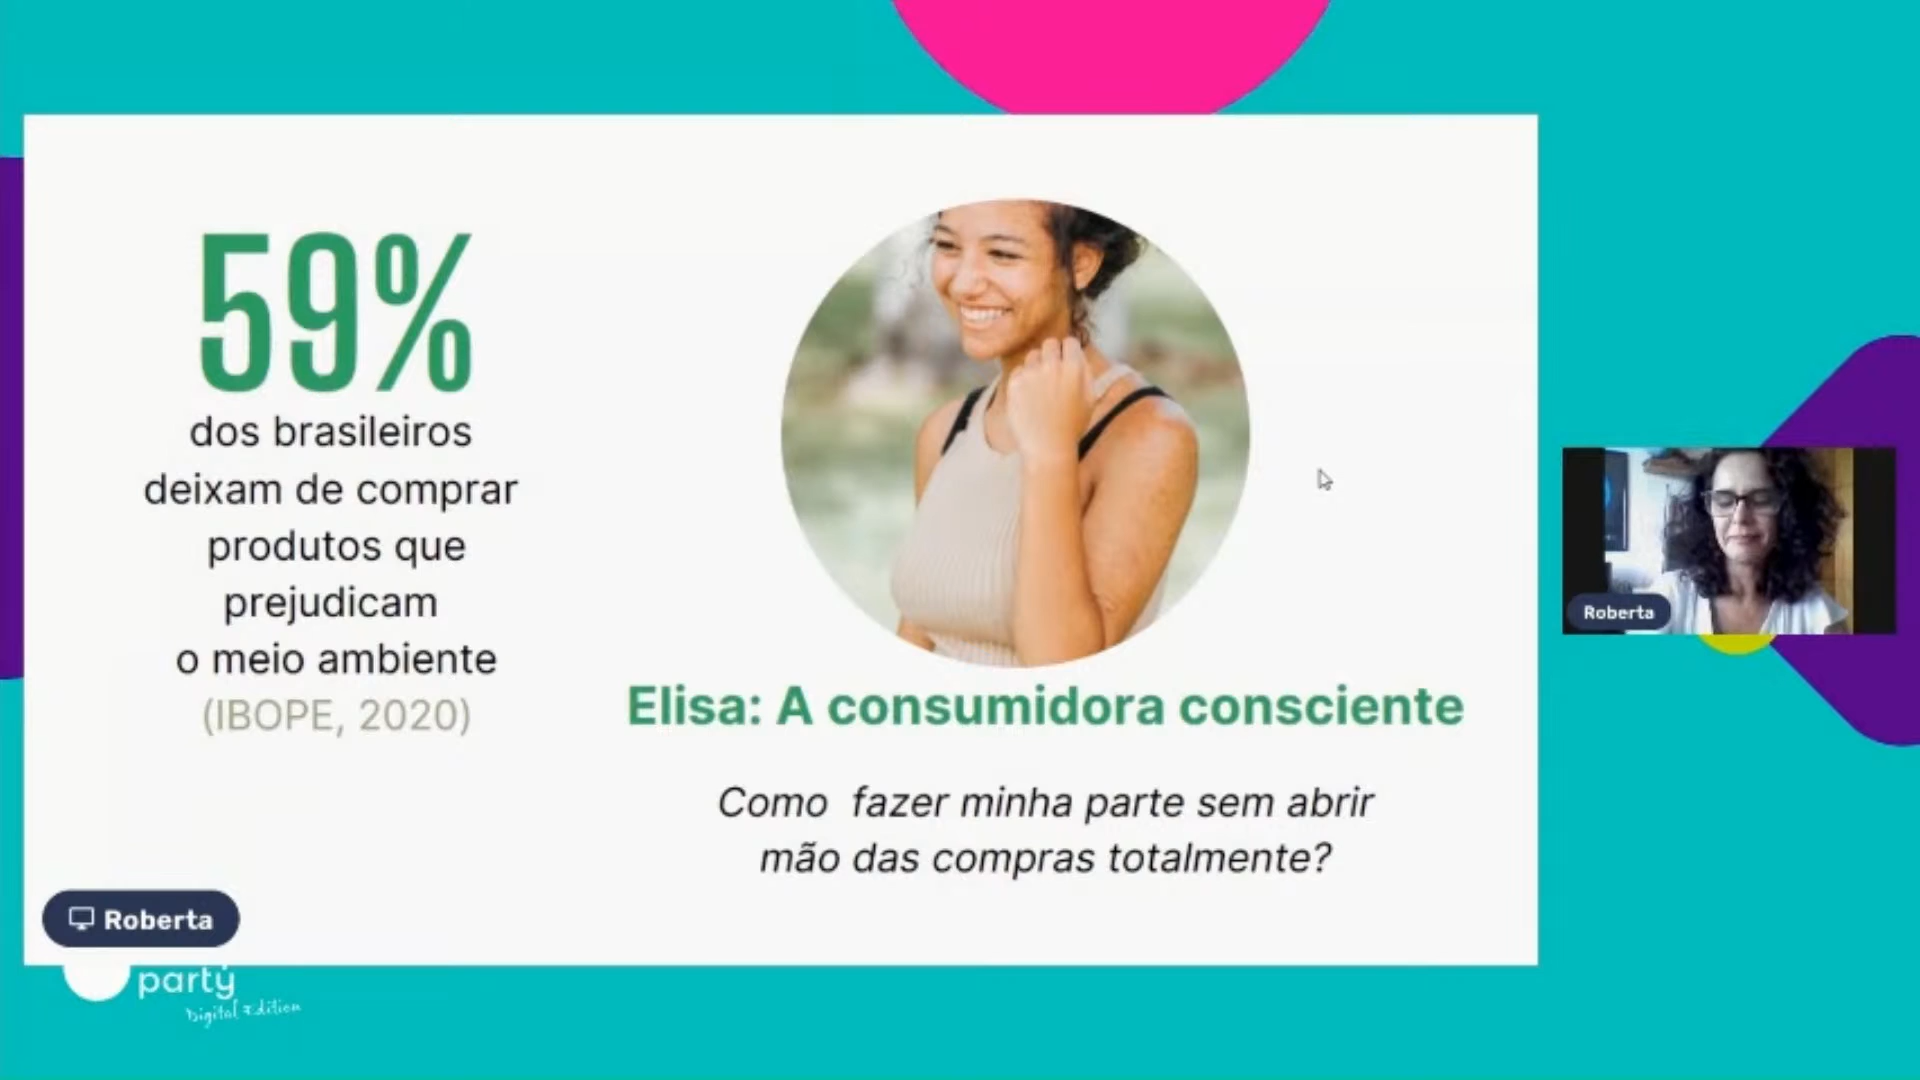 59%
dos brasileiros
deixam de comprar
produtos que
prejudicam
o meio ambiente
(IBOPE, 2020)
Elisa: A consumidora consciente
Como fazer minha parte sem abrir
mão das compras totalmente?
Roberta
Roberta
party
Digital Edition